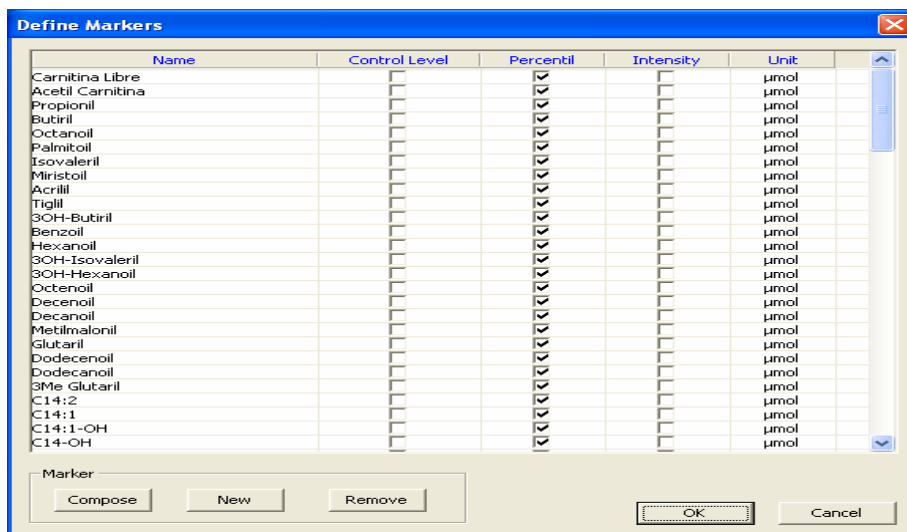 Define Markers
Name Control Level Percentil Intensity Unit
Carnitina Libre µmol
Acetil Carnitina µmol
Propionil µmol
Butiril µmol
Octanoil µmol
Palmitoil µmol
Isovaleril µmol
Miristoil µmol
Acrilil µmol
Tiglil µmol
3OH-Butiril µmol
Benzoil µmol
Hexanoil µmol
3OH-Isovaleril µmol
3OH-Hexanoil µmol
Octenoil µmol
Decenoil µmol
Decanoil µmol
Metilmalonil µmol
Glutaril µmol
Dodecenoil µmol
Dodecanoil µmol
3Me Glutaril µmol
C14:2 µmol
C14:1 µmol
C14:1-OH µmol
C14-OH µmol
Marker
Compose New Remove
OK Cancel